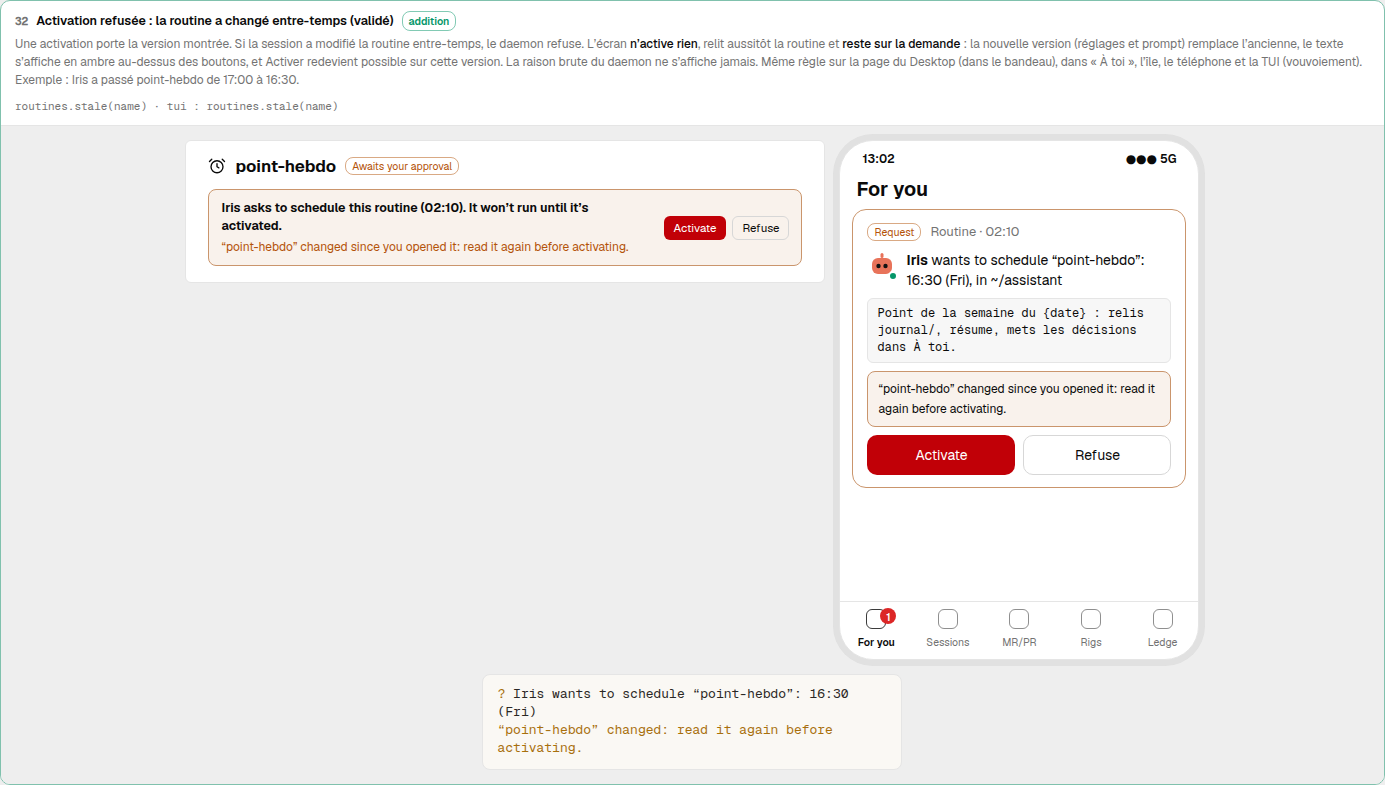 32 Activation refusée : la routine a changé entre-temps (validé) addition
Une activation porte la version montrée. Si la session a modifié la routine entre-temps, le daemon refuse. L'écran n'active rien, relit aussitôt la routine et reste sur la demande : la nouvelle version (réglages et prompt) remplace l'ancienne, le texte
s'affiche en ambre au-dessus des boutons, et Activer redevient possible sur cette version. La raison brute du daemon ne s'affiche jamais. Même règle sur la page du Desktop (dans le bandeau), dans « À toi », l'île, le téléphone et la TUI (vouvoiement).
Exemple : Iris a passé point-hebdo de 17:00 à 16:30.
routines.stale(name) · tui : routines.stale(name)
point-hebdo Awaits your approval
Iris asks to schedule this routine (02:10). It won't run until it's
activated.
“point-hebdo” changed since you opened it: read it again before activating.
Activate Refuse
13:02 5G
For you
Request Routine · 02:10
Iris wants to schedule “point-hebdo”:
16:30 (Fri), in ~/assistant
Point de la semaine du {date} : relis
journal/, résume, mets les décisions
dans À toi.
“point-hebdo” changed since you opened it: read it
again before activating.
Activate Refuse
1
For you Sessions MR/PR Rigs Ledge
? Iris wants to schedule “point-hebdo”: 16:30
(Fri)
“point-hebdo” changed: read it again before
activating.